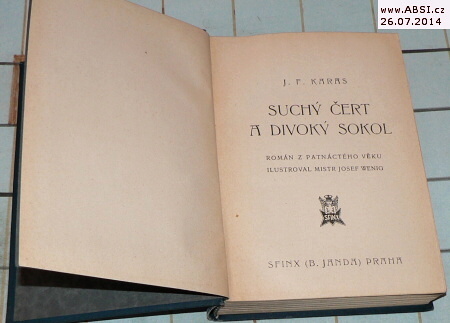 www.ABSI.cz
26.07.2014
J. F. KARAS
SUCHÝ ČERT
A DIVOKÝ SOKOL
ROMÁN Z PATNÁCTÉHO VĚKU
ILUSTROVAL MISTR JOSEF WENIG
SFINX
SFINX (B. JANDA) PRAHA